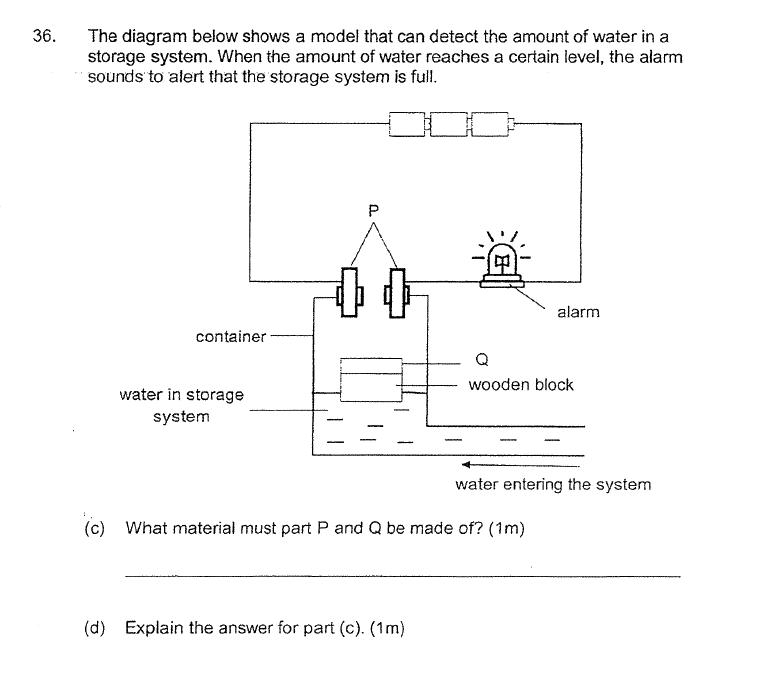 36. The diagram below shows a model that can detect the amount of water in a
storage system. When the amount of water reaches a certain level, the alarm
sounds to alert that the storage system is full.
P
alarm
container
Q
wooden block
water in storage
system
water entering the system
(c) What material must part P and Q be made of? (1m)
(d) Explain the answer for part (c). (1m)